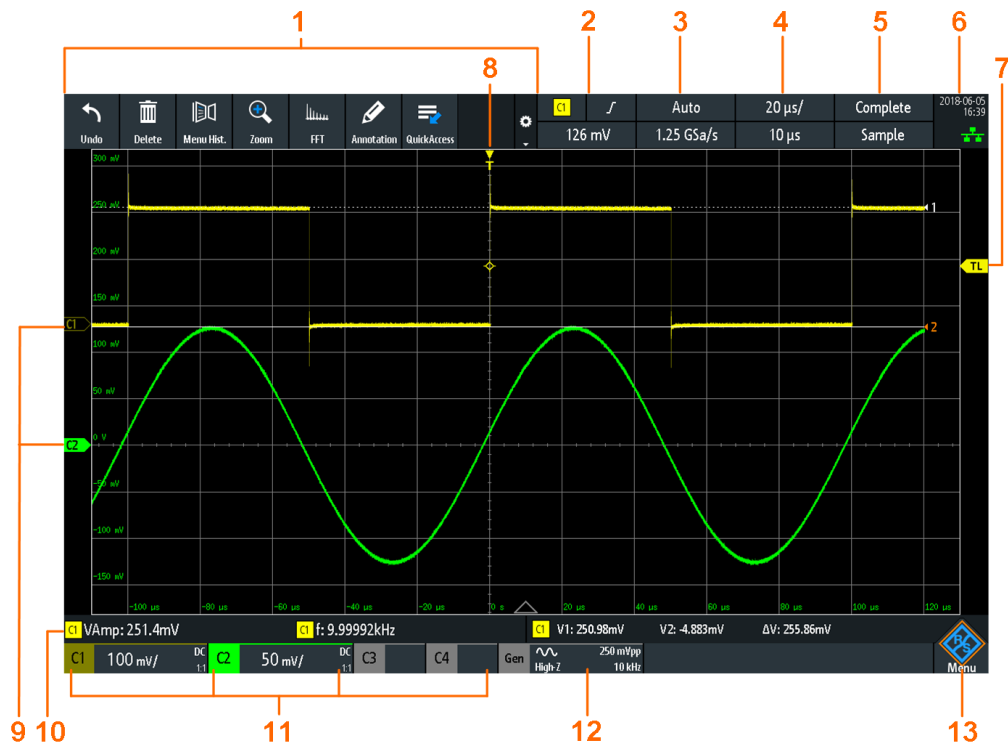 1
2
3
4
5
6
7
8
C1
Auto
20 µs/
Complete
2018-06-05
16:39
Undo
Delete
Menu Hist.
Zoom
FFT
Annotation
QuickAccess
126 mV
1.25 GSa/s
10 µs
Sample
T
300 mV
250 mV
1
200 mV
TL
150 mV
C1
2
100 mV
50 mV
C2
0 V
-50 mV
-100 mV
-150 mV
-100 µs
-80 µs
-60 µs
-40 µs
-20 µs
0 s
20 µs
40 µs
60 µs
80 µs
100 µs
120 µs
C1 VAmp: 251.4mV
C1 f: 9.99992kHz
C1 V1: 250.98mV V2: -4.883mV ΔV: 255.86mV
C1 100 mV/ DC 1:1
C2 50 mV/ DC 1:1
C3
C4
Gen High-Z 250 mVpp 10 kHz
R&S
Menu
9
10
11
12
13